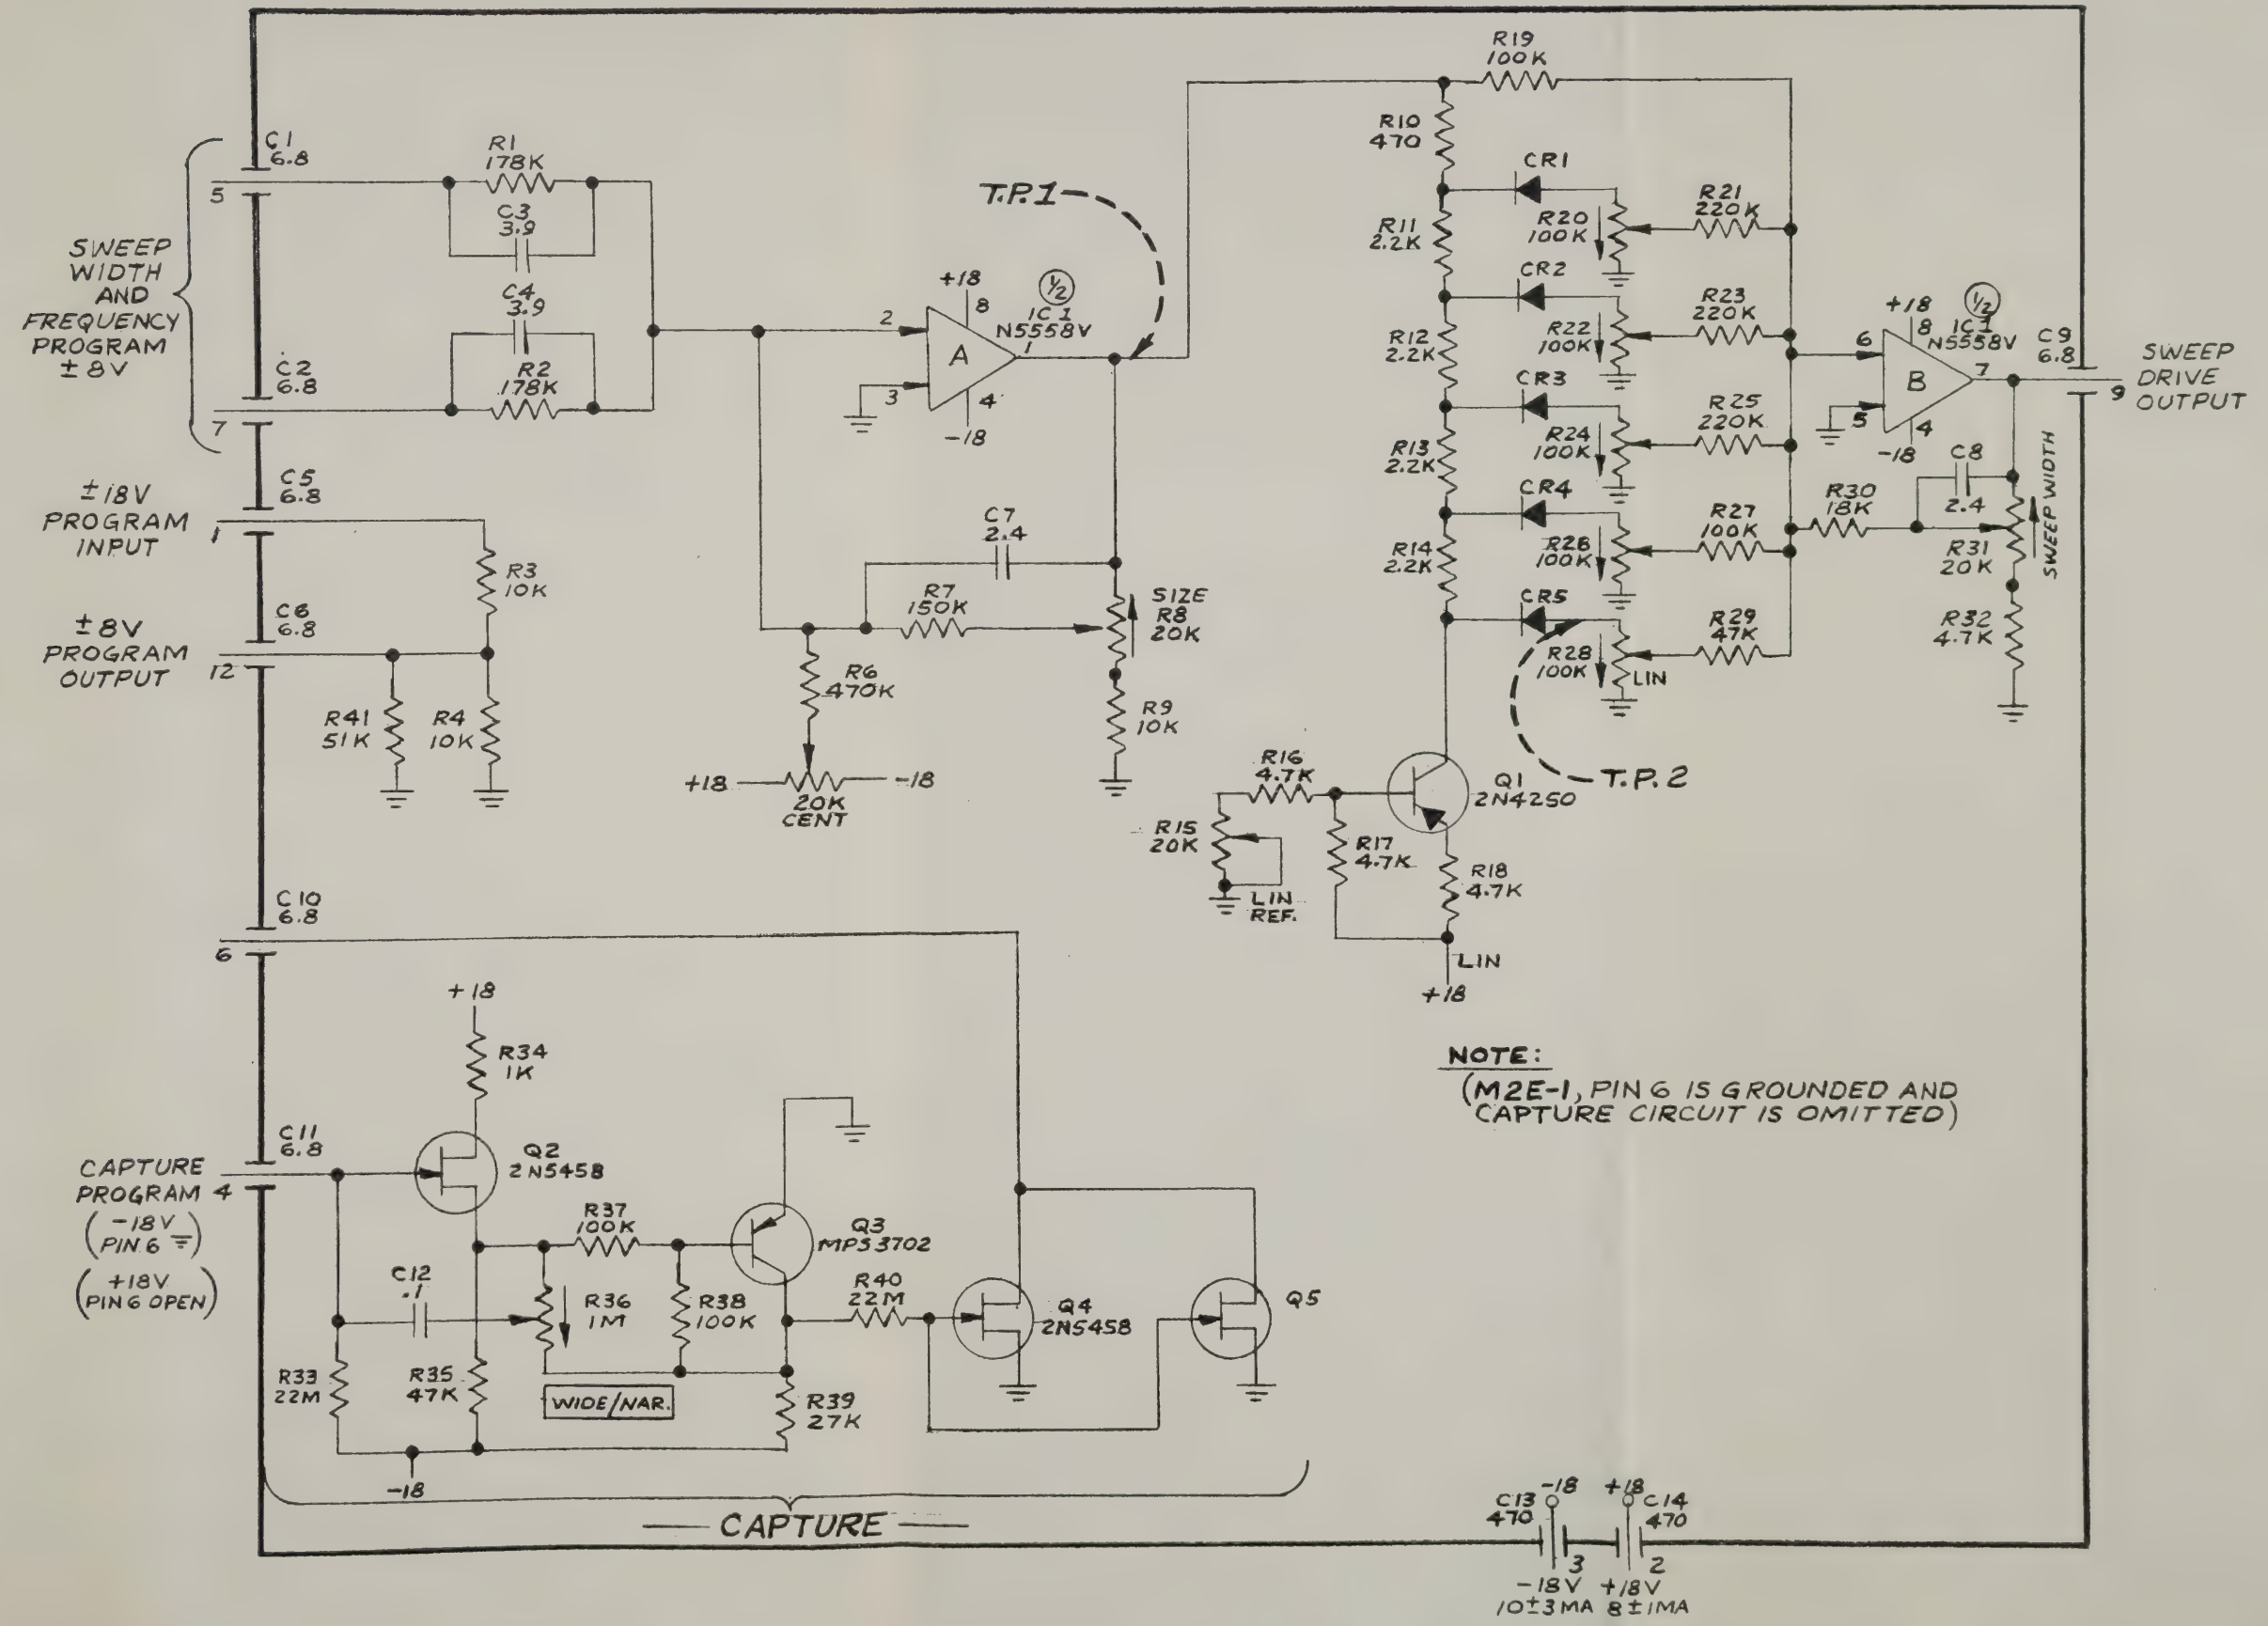 R19
100K
C1
6.8
R1
178K
5
C3
3.9
SWEEP
WIDTH
AND
FREQUENCY
PROGRAM
±8V
C4
3.9
C2
6.8
R2
178K
7
T.P.1
+18
8
1/2
IC1
N5558V
2
A
1
3
4
-18
R10
470
CR1
R11
2.2K
R20
100K
R21
220K
CR2
R12
2.2K
R22
100K
R23
220K
CR3
R13
2.2K
R24
100K
R25
220K
CR4
R14
2.2K
R26
100K
R27
100K
CR5
R28
100K
LIN
R29
47K
+18
8
1/2
IC1
N5558V
6
B
7
5
4
-18
C9
6.8
9
SWEEP
DRIVE
OUTPUT
C8
2.4
R30
18K
R31
20K
SWEEP WIDTH
R32
4.7K
±18V
PROGRAM
INPUT
1
C5
6.8
R3
10K
±8V
PROGRAM
OUTPUT
12
C6
6.8
R41
51K
R4
10K
C7
2.4
R7
150K
SIZE
R8
20K
R6
470K
R9
10K
+18
-18
20K
CENT
R16
4.7K
R15
20K
LIN
REF.
R17
4.7K
Q1
2N4250
T.P.2
R18
4.7K
LIN
+18
C10
6.8
6
+18
R34
1K
NOTE:
(M2E-1, PIN 6 IS GROUNDED AND
CAPTURE CIRCUIT IS OMITTED)
C11
6.8
CAPTURE
PROGRAM 4
(-18V
PIN 6 ⏚)
(+18V
PIN 6 OPEN)
Q2
2N5458
R37
100K
Q3
MPS3702
C12
.1
R36
1M
R38
100K
R40
22M
Q4
2N5458
Q5
R33
22M
R35
47K
WIDE/NAR.
R39
27K
-18
CAPTURE
C13
470
-18
+18
C14
470
3
2
-18V
10±3MA
+18V
8±1MA